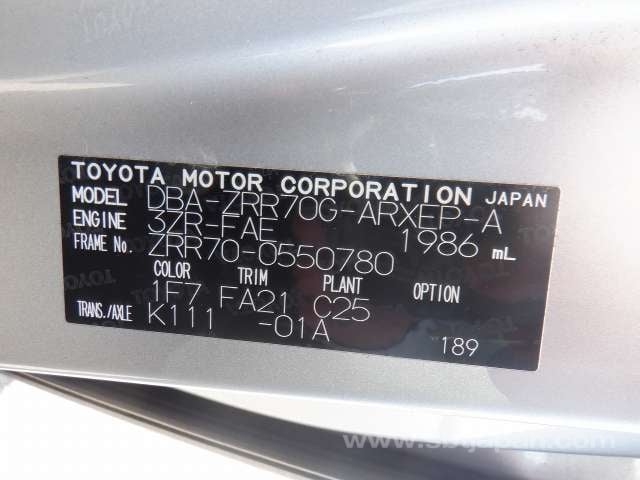 TOYOTA MOTOR CORPORATION JAPAN
MODEL DBA-ZRR70G-ARXEP-A
ENGINE 3ZR-FAE 1986 mL
FRAME No. ZRR70-0550780
COLOR TRIM PLANT OPTION
1F7 FA21 C25
TRANS./AXLE K111 -01A
189
www.sbtjapan.com